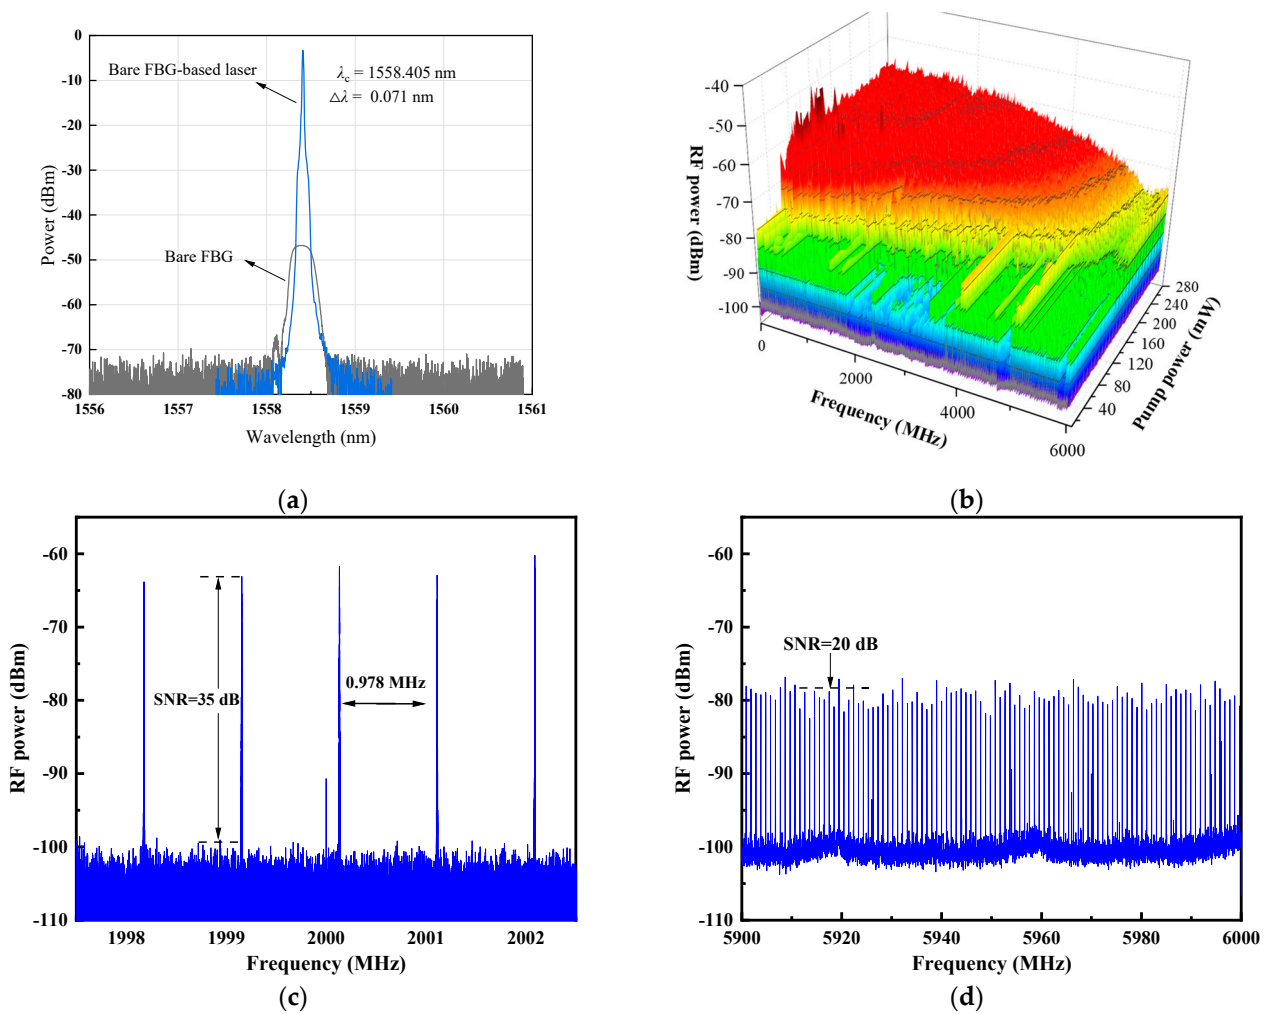 0
-10
-20
-30
-40
-50
-60
-70
-80
Power (dBm)
Bare FBG-based laser
λc = 1558.405 nm
△λ = 0.071 nm
Bare FBG
1556 1557 1558 1559 1560 1561
Wavelength (nm)
(a)
-40
-50
-60
-70
-80
-90
-100
RF power (dBm)
0 2000 4000 6000
Frequency (MHz)
280
240
200
160
120
80
40
Pump power (mW)
(b)
-60
-70
-80
-90
-100
-110
RF power (dBm)
SNR=35 dB
0.978 MHz
1998 1999 2000 2001 2002
Frequency (MHz)
(c)
-60
-70
-80
-90
-100
-110
RF power (dBm)
SNR=20 dB
5900 5920 5940 5960 5980 6000
Frequency (MHz)
(d)